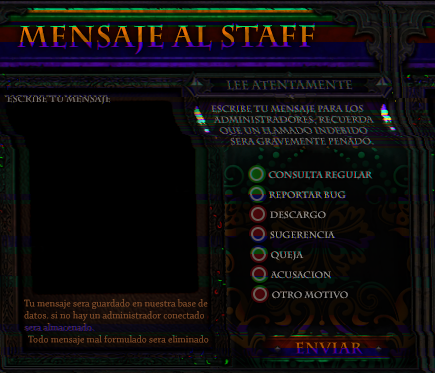 MENSAJE AL STAFF
LEE ATENTAMENTE
ESCRIBE TU MENSAJE
ESCRIBE TU MENSAJE PARA LOS
ADMINISTRADORES, RECUERDA
QUE UN LLAMADO INDEBIDO
SERA GRAVEMENTE PENADO.
CONSULTA REGULAR
REPORTAR BUG
DESCARGO
SUGERENCIA
QUEJA
ACUSACION
OTRO MOTIVO
Tu mensaje sera guardado en nuestra base de
datos. si no hay un administrador conectado
sera almacenado.
Todo mensaje mal formulado sera eliminado
ENVIAR